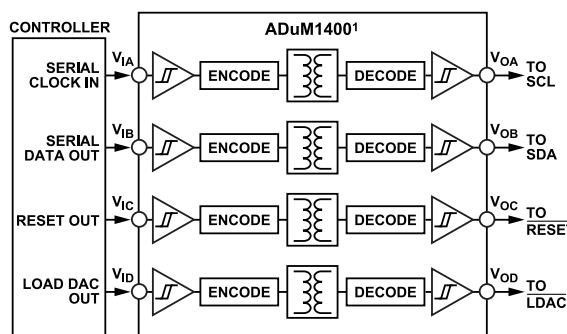 CONTROLLER
ADuM1400¹
SERIAL
CLOCK IN
V_IA
ENCODE
DECODE
V_OA
TO
SCL
SERIAL
DATA OUT
V_IB
ENCODE
DECODE
V_OB
TO
SDA
RESET OUT
V_IC
ENCODE
DECODE
V_OC
TO
RESET
LOAD DAC
OUT
V_ID
ENCODE
DECODE
V_OD
TO
LDAC